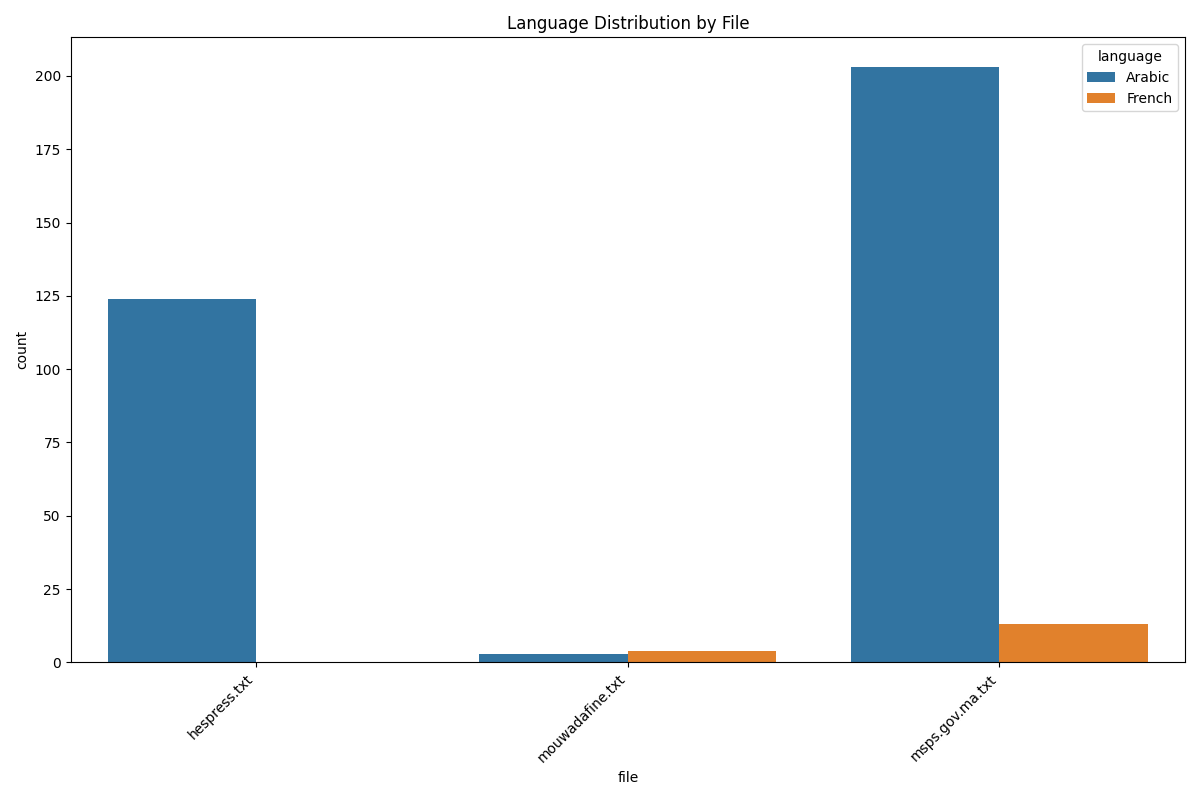 Language Distribution by File
language
Arabic
French
count
200
175
150
125
100
75
50
25
0
hespress.txt
mouwadafine.txt
msps.gov.ma.txt
file